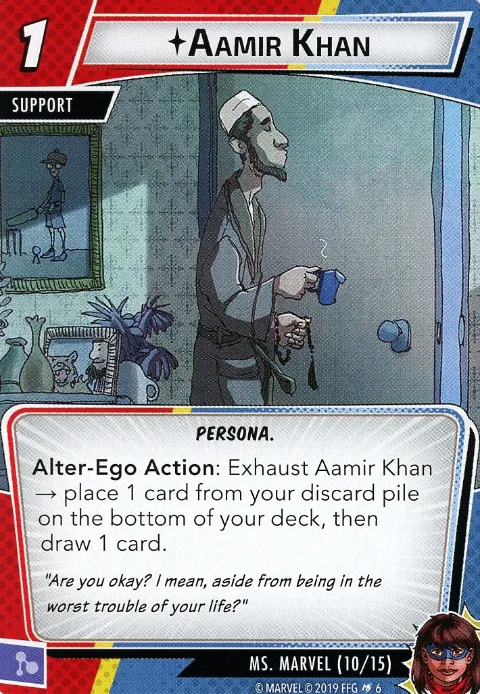 1
AAMIR KHAN
SUPPORT
PERSONA.
Alter-Ego Action: Exhaust Aamir Khan
→ place 1 card from your discard pile
on the bottom of your deck, then
draw 1 card.
"Are you okay? I mean, aside from being in the
worst trouble of your life?"
MS. MARVEL (10/15)
© MARVEL © 2019 FFG 6